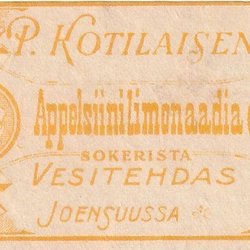 P. KOTILAISEN
Appelsiinilimonaadia
SOKERISTA
VESITEHDAS
JOENSUUSSA